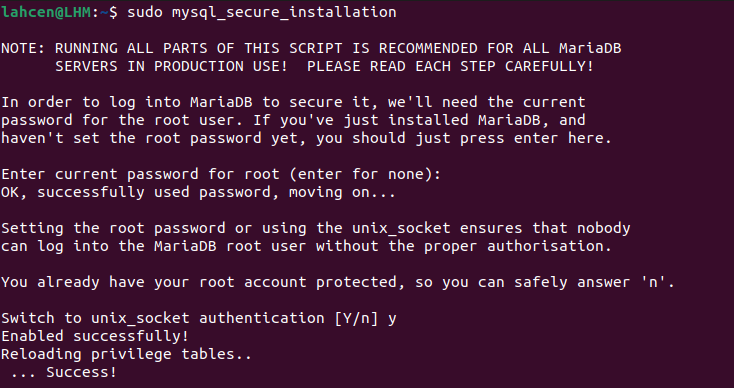 lahcen@LHM:~$ sudo mysql_secure_installation
NOTE: RUNNING ALL PARTS OF THIS SCRIPT IS RECOMMENDED FOR ALL MariaDB
SERVERS IN PRODUCTION USE!  PLEASE READ EACH STEP CAREFULLY!
In order to log into MariaDB to secure it, we'll need the current
password for the root user. If you've just installed MariaDB, and
haven't set the root password yet, you should just press enter here.
Enter current password for root (enter for none):
OK, successfully used password, moving on...
Setting the root password or using the unix_socket ensures that nobody
can log into the MariaDB root user without the proper authorisation.
You already have your root account protected, so you can safely answer 'n'.
Switch to unix_socket authentication [Y/n] y
Enabled successfully!
Reloading privilege tables..
... Success!